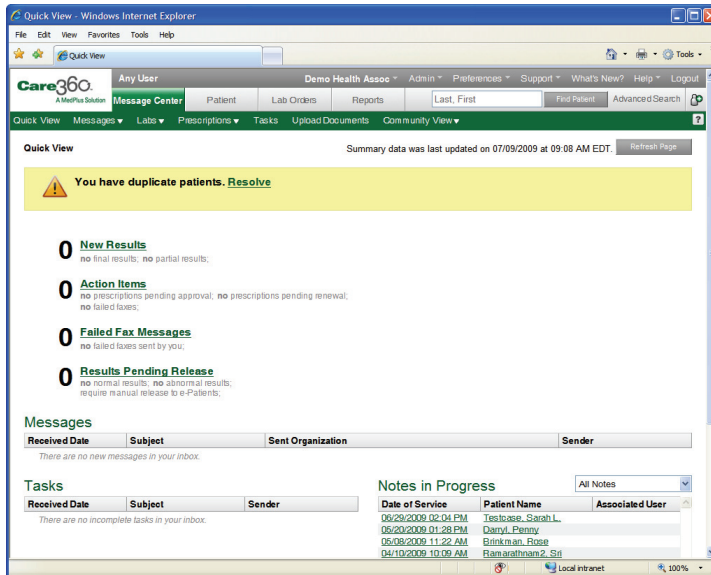 Quick View - Windows Internet Explorer
File Edit View Favorites Tools Help
Quick View
Tools
Care360.
A MedPlus Solution
Any User Demo Health Assoc Admin Preferences Support What's New? Help Logout
Message Center Patient Lab Orders Reports Last, First Find Patient Advanced Search
Quick View Messages Labs Prescriptions Tasks Upload Documents Community View ?
Quick View Summary data was last updated on 07/09/2009 at 09:08 AM EDT. Refresh Page
You have duplicate patients. Resolve
0 New Results
no final results; no partial results;
0 Action Items
no prescriptions pending approval; no prescriptions pending renewal;
no failed faxes;
0 Failed Fax Messages
no failed faxes sent by you;
0 Results Pending Release
no normal results; no abnormal results;
require manual release to e-Patients;
Messages
Received Date Subject Sent Organization Sender
There are no new messages in your inbox.
Tasks
Received Date Subject Sender
There are no incomplete tasks in your inbox.
Notes in Progress All Notes
Date of Service Patient Name Associated User
06/29/2009 02:04 PM Testcase, Sarah L.
05/20/2009 01:28 PM Darryl, Penny
05/08/2009 11:22 AM Brinkman, Rose
04/10/2009 10:09 AM Ramarathnam2, Sri
Local intranet 100%